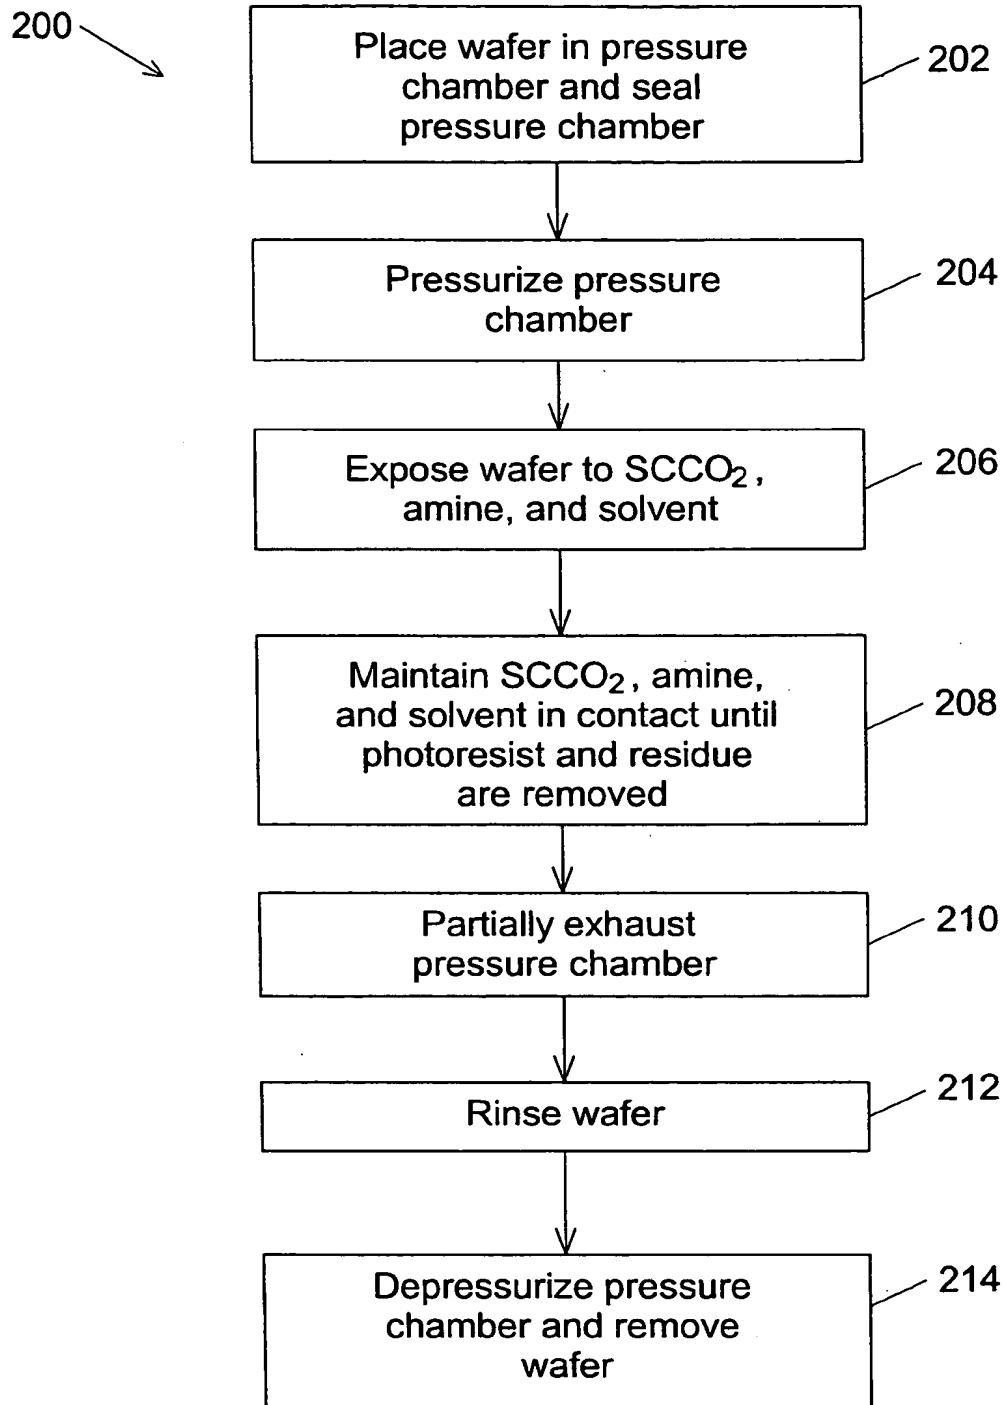 200
Place wafer in pressure
chamber and seal
pressure chamber
202
Pressurize pressure
chamber
204
Expose wafer to SCCO2,
amine, and solvent
206
Maintain SCCO2, amine,
and solvent in contact until
photoresist and residue
are removed
208
Partially exhaust
pressure chamber
210
Rinse wafer
212
Depressurize pressure
chamber and remove
wafer
214